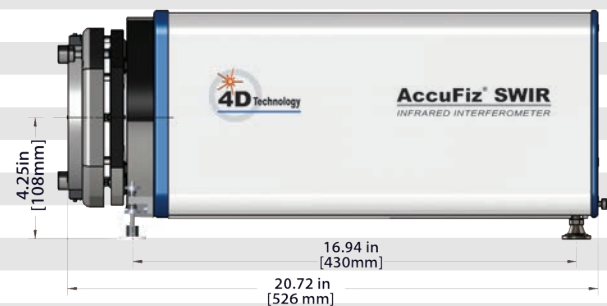 4D Technology
AccuFiz® SWIR
INFRARED INTERFEROMETER
4.25in
[108mm]
16.94 in
[430mm]
20.72 in
[526 mm]